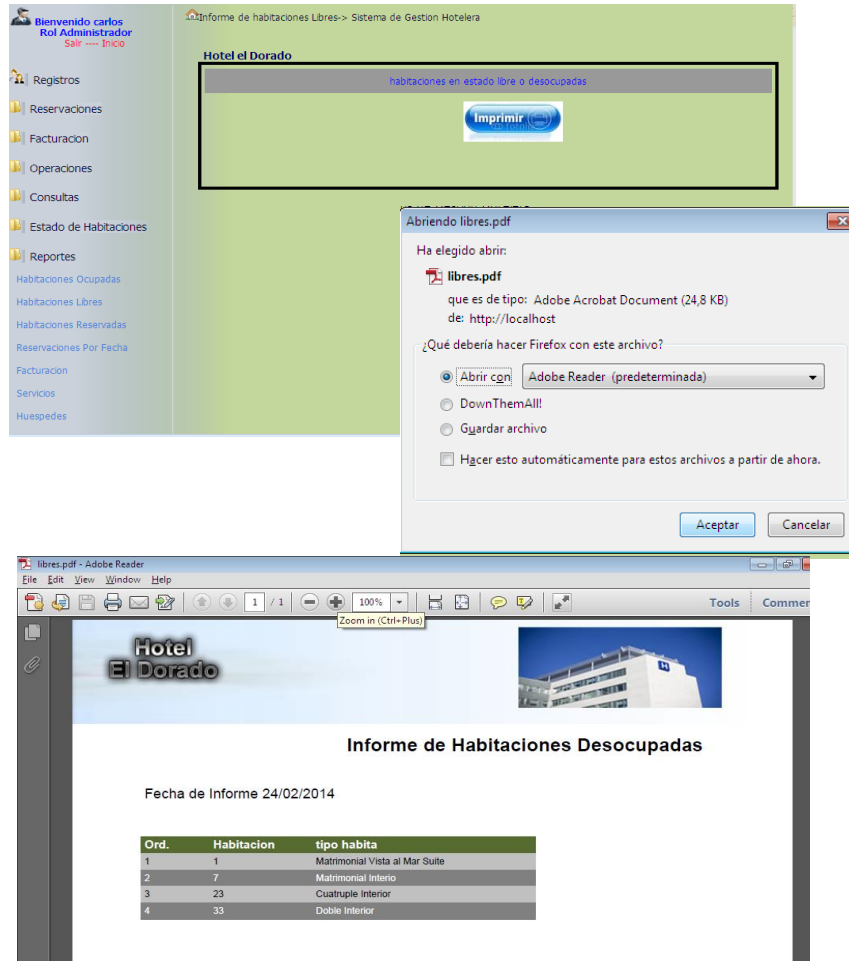 Bienvenido carlos
Rol Administrador
Salir ---- Inicio
Registros
Reservaciones
Facturacion
Operaciones
Consultas
Estado de Habitaciones
Reportes
Habitaciones Ocupadas
Habitaciones Libres
Habitaciones Reservadas
Reservaciones Por Fecha
Facturacion
Servicios
Huespedes
Informe de habitaciones Libres-> Sistema de Gestion Hotelera
Hotel el Dorado
habitaciones en estado libre o desocupadas
Imprimir
Abriendo libres.pdf
Ha elegido abrir:
libres.pdf
que es de tipo: Adobe Acrobat Document (24,8 KB)
de: http://localhost
¿Qué debería hacer Firefox con este archivo?
Abrir con Adobe Reader (predeterminada)
DownThemAll!
Guardar archivo
Hacer esto automáticamente para estos archivos a partir de ahora.
Aceptar Cancelar
libres.pdf - Adobe Reader
File Edit View Window Help
1 / 1 100% Tools Commer
Zoom in (Ctrl+Plus)
Hotel
El Dorado
H
Informe de Habitaciones Desocupadas
Fecha de Informe 24/02/2014
Ord. Habitacion tipo habita
1 1 Matrimonial Vista al Mar Suite
2 7 Matrimonial Interio
3 23 Cuatruple Interior
4 33 Doble Interior